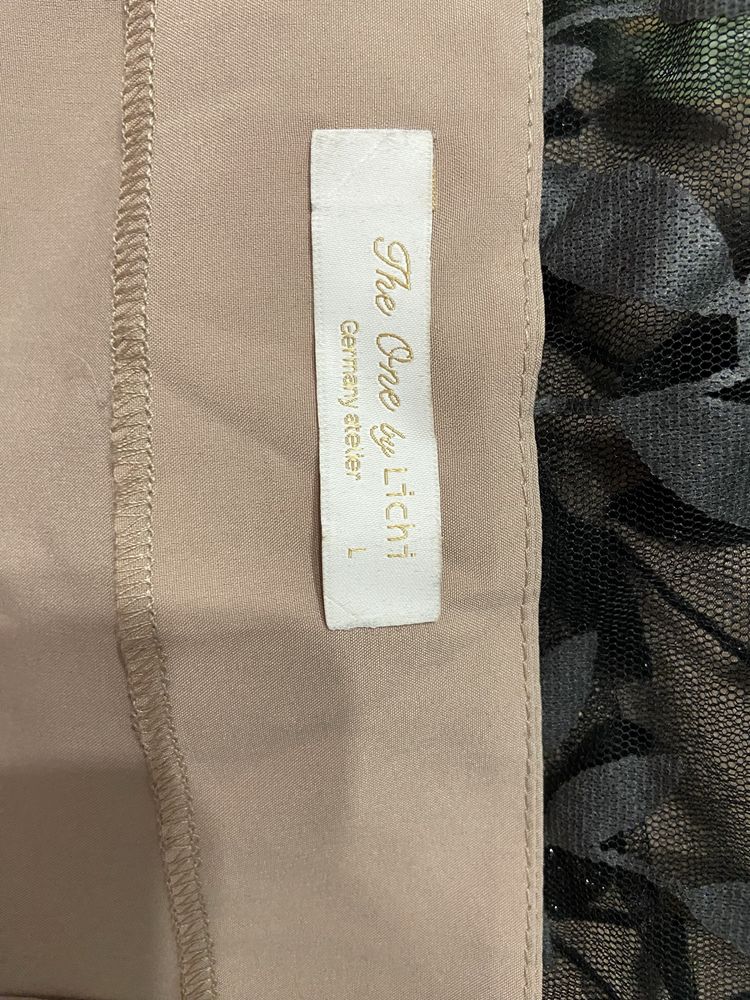 The One by Lichi
Germany atelier
L